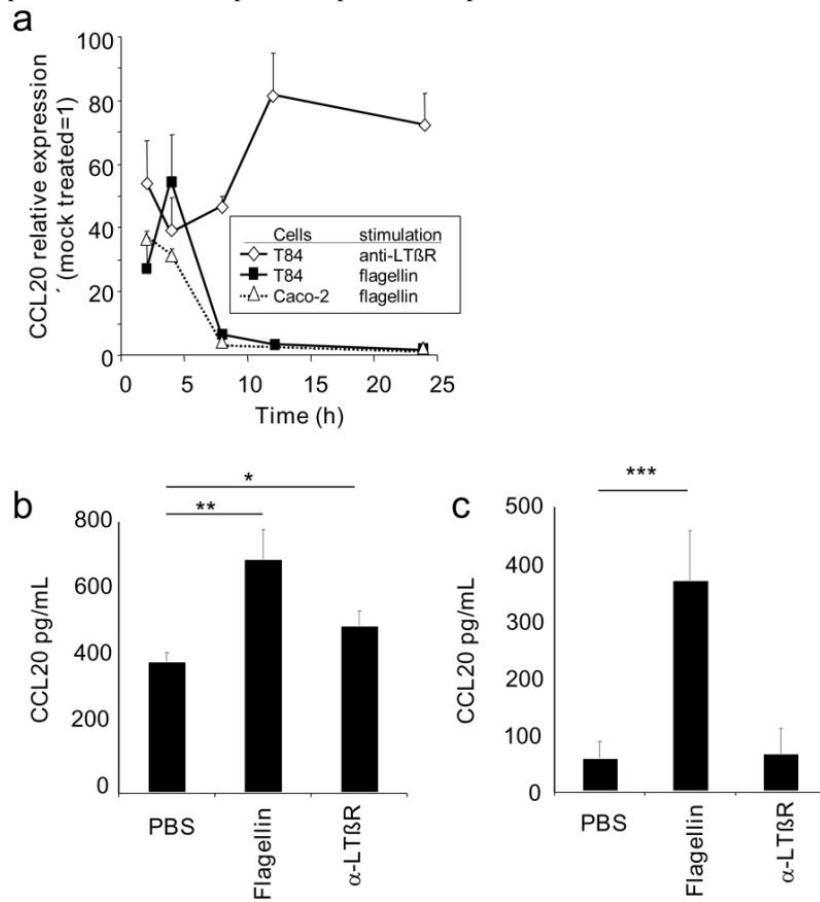 a
100
80
60
40
20
0
CCL20 relative expression
(mock treated=1)
Cells stimulation
T84 anti-LTßR
T84 flagellin
Caco-2 flagellin
0 5 10 15 20 25
Time (h)
b
*
**
800
600
400
200
0
CCL20 pg/mL
PBS
Flagellin
α-LTßR
c
***
500
400
300
200
100
0
CCL20 pg/mL
PBS
Flagellin
α-LTßR